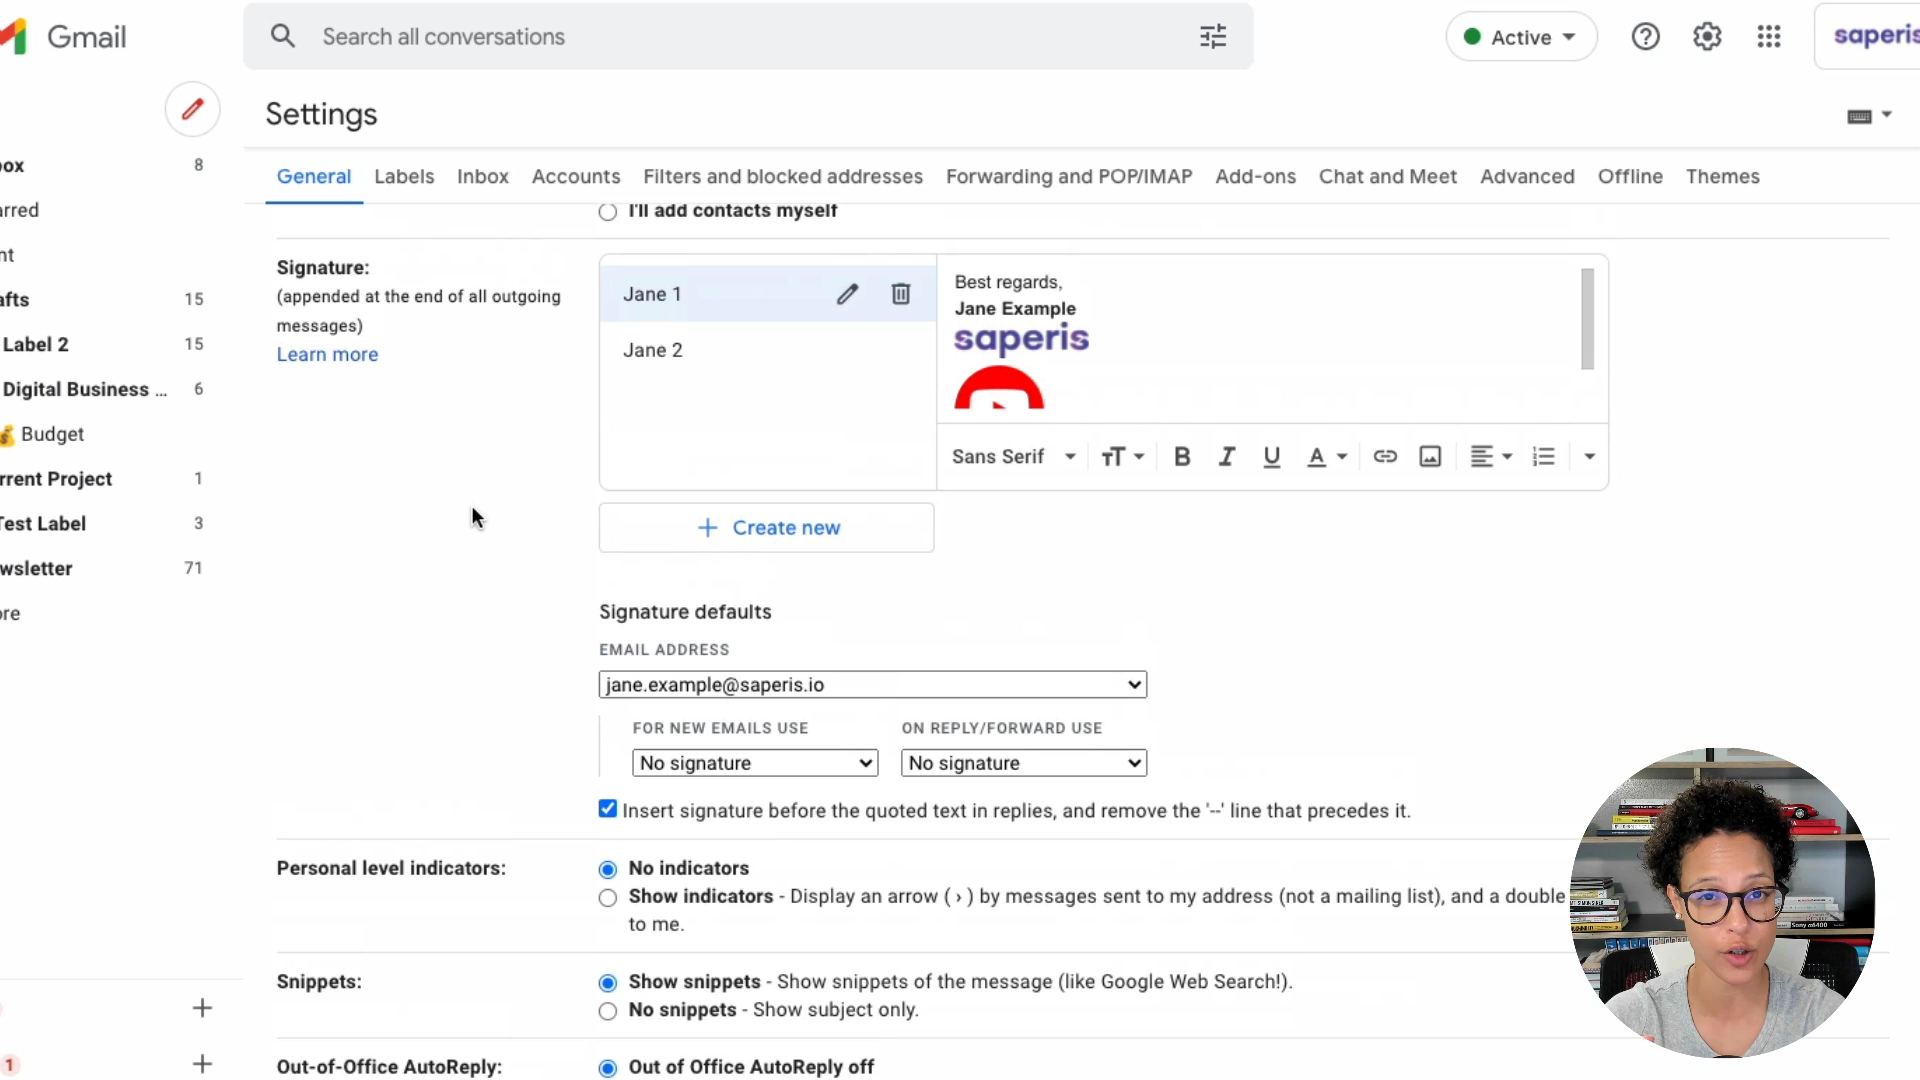 Gmail
Search all conversations
Active
saperis
Settings
General Labels Inbox Accounts Filters and blocked addresses Forwarding and POP/IMAP Add-ons Chat and Meet Advanced Offline Themes
box 8
arred
nt
afts 15
Label 2 15
Digital Business ... 6
Budget
rrent Project 1
Test Label 3
wsletter 71
ore
1
I'll add contacts myself
Signature:
(appended at the end of all outgoing
messages)
Learn more
Jane 1
Jane 2
Best regards,
Jane Example
saperis
Sans Serif
Create new
Signature defaults
EMAIL ADDRESS
jane.example@saperis.io
FOR NEW EMAILS USE ON REPLY/FORWARD USE
No signature No signature
Insert signature before the quoted text in replies, and remove the '--' line that precedes it.
Personal level indicators:
No indicators
Show indicators - Display an arrow ( › ) by messages sent to my address (not a mailing list), and a double
to me.
Snippets:
Show snippets - Show snippets of the message (like Google Web Search!).
No snippets - Show subject only.
Out-of-Office AutoReply:
Out of Office AutoReply off
Sony α6400